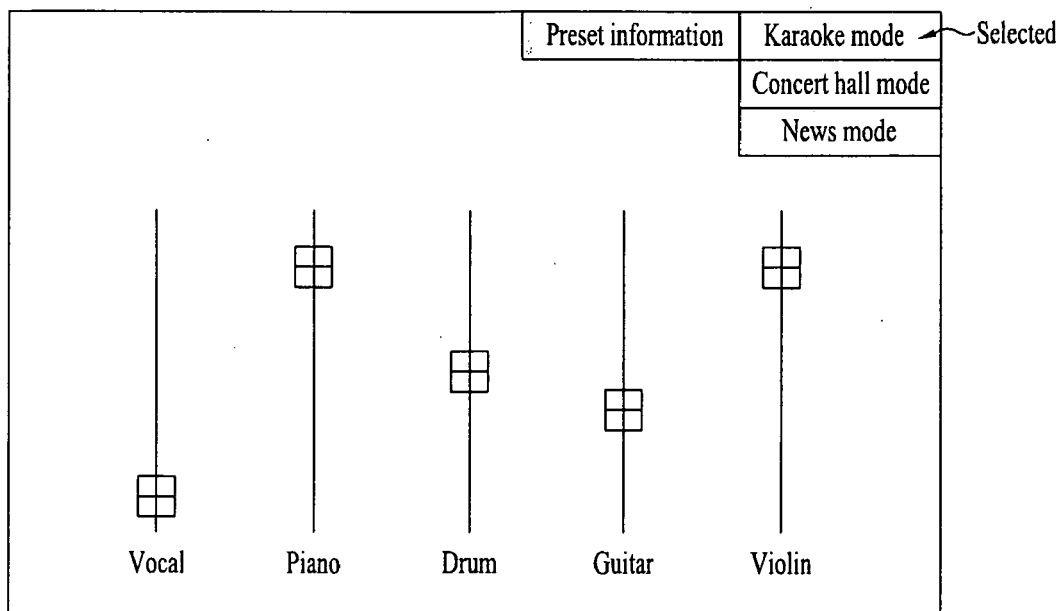 Preset information Karaoke mode Selected
Concert hall mode
News mode
Vocal Piano Drum Guitar Violin